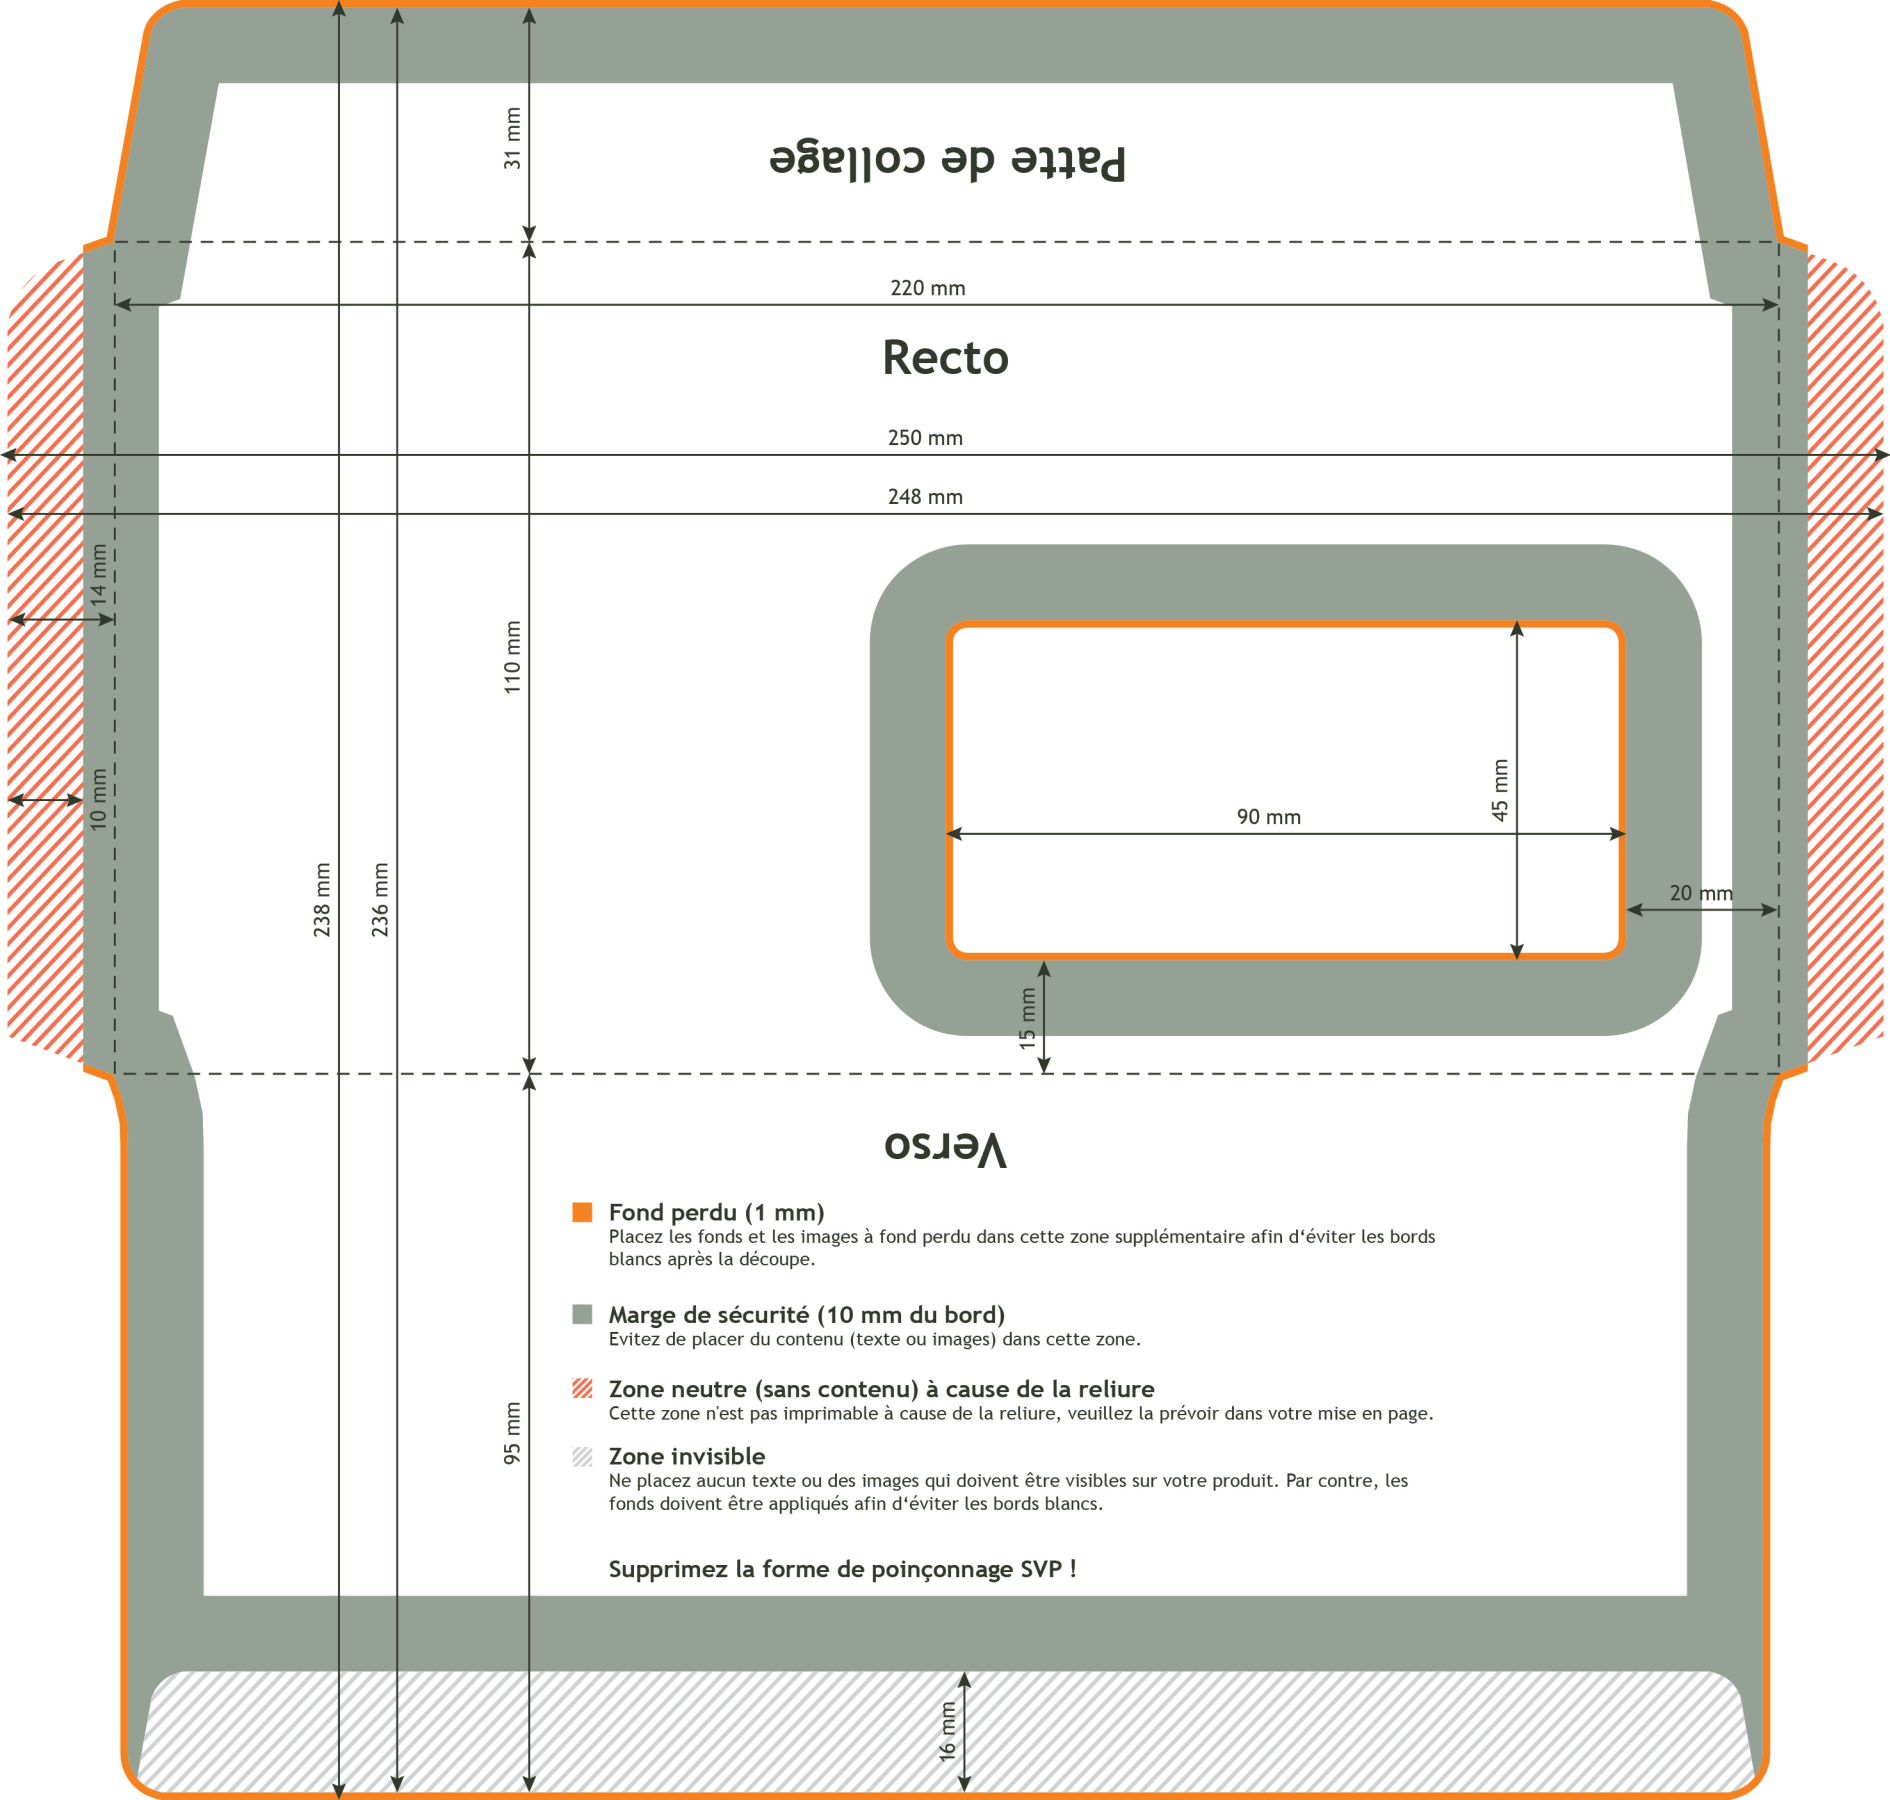 31 mm
Patte de collage
220 mm
Recto
250 mm
248 mm
14 mm
110 mm
10 mm
90 mm
45 mm
238 mm
236 mm
20 mm
15 mm
Verso
Fond perdu (1 mm)
Placez les fonds et les images à fond perdu dans cette zone supplémentaire afin d‘éviter les bords
blancs après la découpe.
Marge de sécurité (10 mm du bord)
Evitez de placer du contenu (texte ou images) dans cette zone.
Zone neutre (sans contenu) à cause de la reliure
Cette zone n'est pas imprimable à cause de la reliure, veuillez la prévoir dans votre mise en page.
95 mm
Zone invisible
Ne placez aucun texte ou des images qui doivent être visibles sur votre produit. Par contre, les
fonds doivent être appliqués afin d‘éviter les bords blancs.
Supprimez la forme de poinçonnage SVP !
16 mm